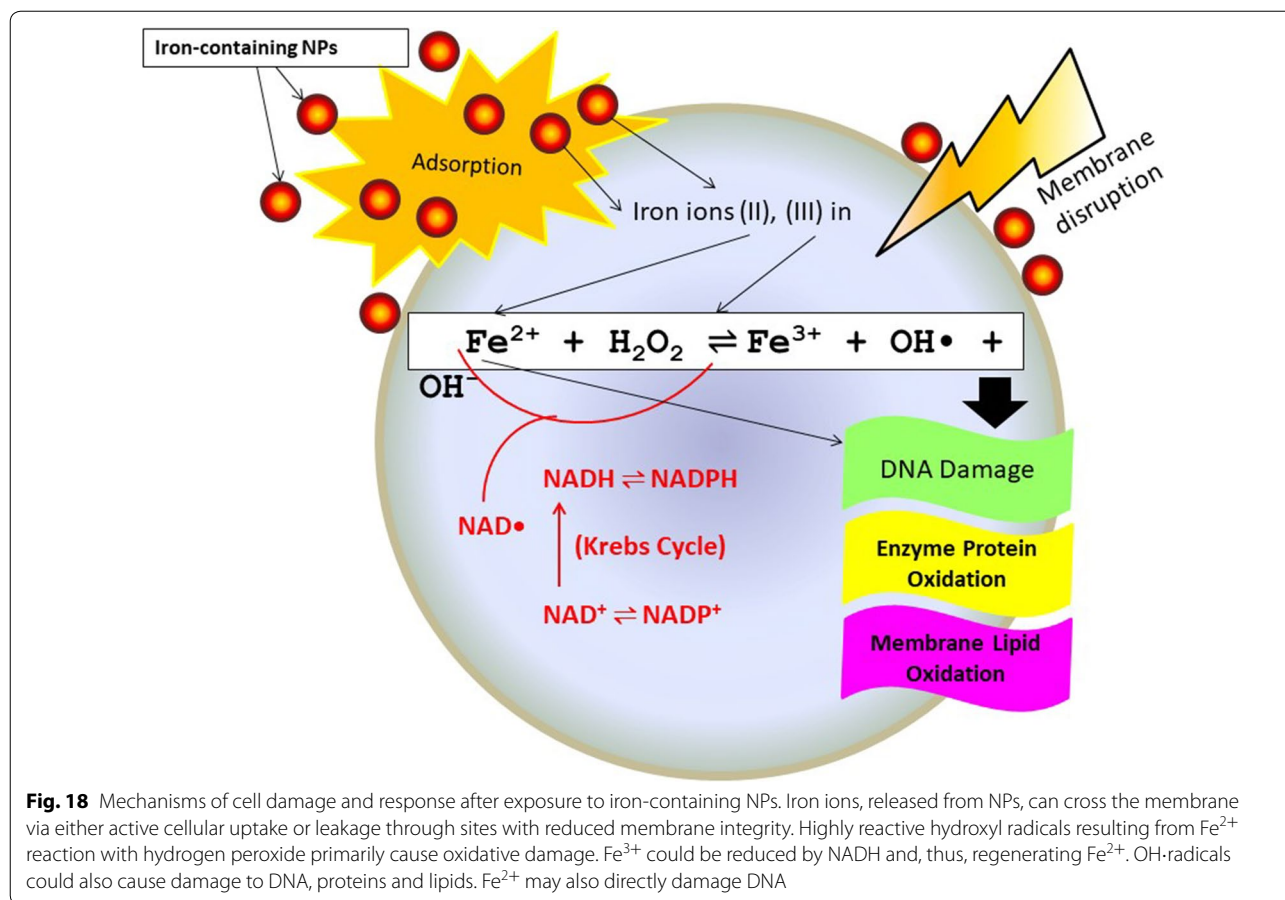 Iron-containing NPs
Adsorption
Membrane
disruption
Iron ions (II), (III) in
Fe²⁺ + H₂O₂ ⇌ Fe³⁺ + OH• +
OH⁻
DNA Damage
NADH ⇌ NADPH
NAD•
(Krebs Cycle)
Enzyme Protein
Oxidation
NAD⁺ ⇌ NADP⁺
Membrane Lipid
Oxidation
Fig. 18 Mechanisms of cell damage and response after exposure to iron-containing NPs. Iron ions, released from NPs, can cross the membrane
via either active cellular uptake or leakage through sites with reduced membrane integrity. Highly reactive hydroxyl radicals resulting from Fe²⁺
reaction with hydrogen peroxide primarily cause oxidative damage. Fe³⁺ could be reduced by NADH and, thus, regenerating Fe²⁺. OH·radicals
could also cause damage to DNA, proteins and lipids. Fe²⁺ may also directly damage DNA